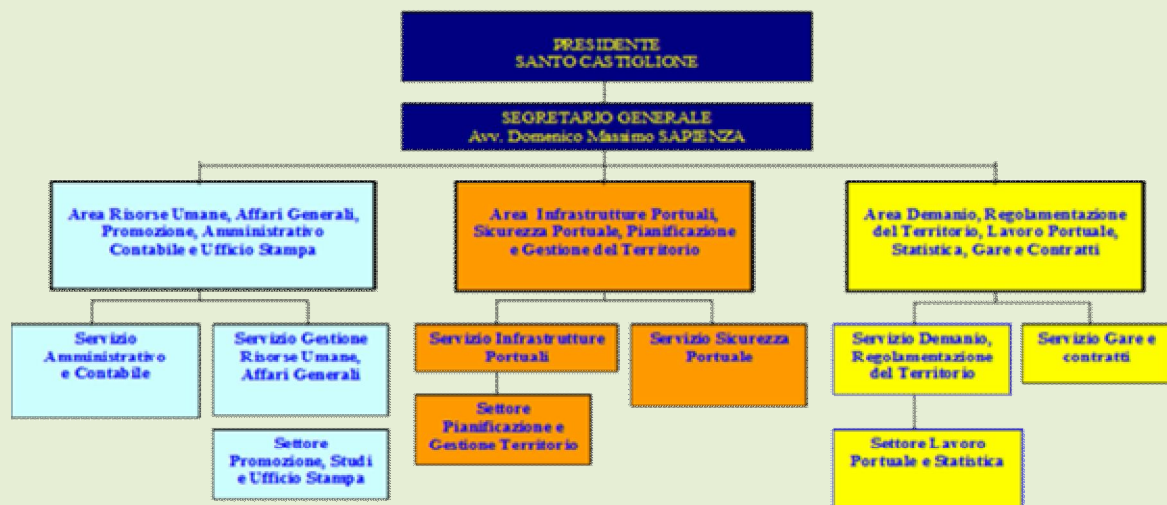 PRESIDENTE
SANTO CASTIGLIONE
SEGRETARIO GENERALE
Avv. Domenico Massimo SAPIENZA
Area Risorse Umane, Affari Generali,
Promozione, Amministrativo
Contabile e Ufficio Stampa
Area Infrastrutture Portuali,
Sicurezza Portuale, Pianificazione
e Gestione del Territorio
Area Demanio, Regolamentazione
del Territorio, Lavoro Portuale,
Statistica, Gare e Contratti
Servizio
Amministrativo
e Contabile
Servizio Gestione
Risorse Umane,
Affari Generali
Servizio Infrastrutture
Portuali
Servizio Sicurezza
Portuale
Servizio Demanio,
Regolamentazione
del Territorio
Servizio Gare e
contratti
Settore
Pianificazione e
Gestione Territorio
Settore
Promozione, Studi
e Ufficio Stampa
Settore Lavoro
Portuale e Statistica